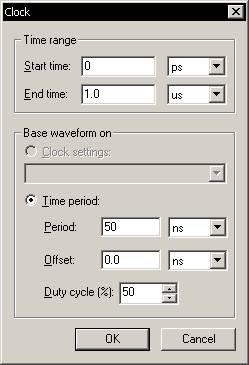 Clock
Time range
Start time: 0 ps
End time: 1.0 us
Base waveform on
Clock settings:
Time period:
Period: 50 ns
Offset: 0.0 ns
Duty cycle (%): 50
OK Cancel